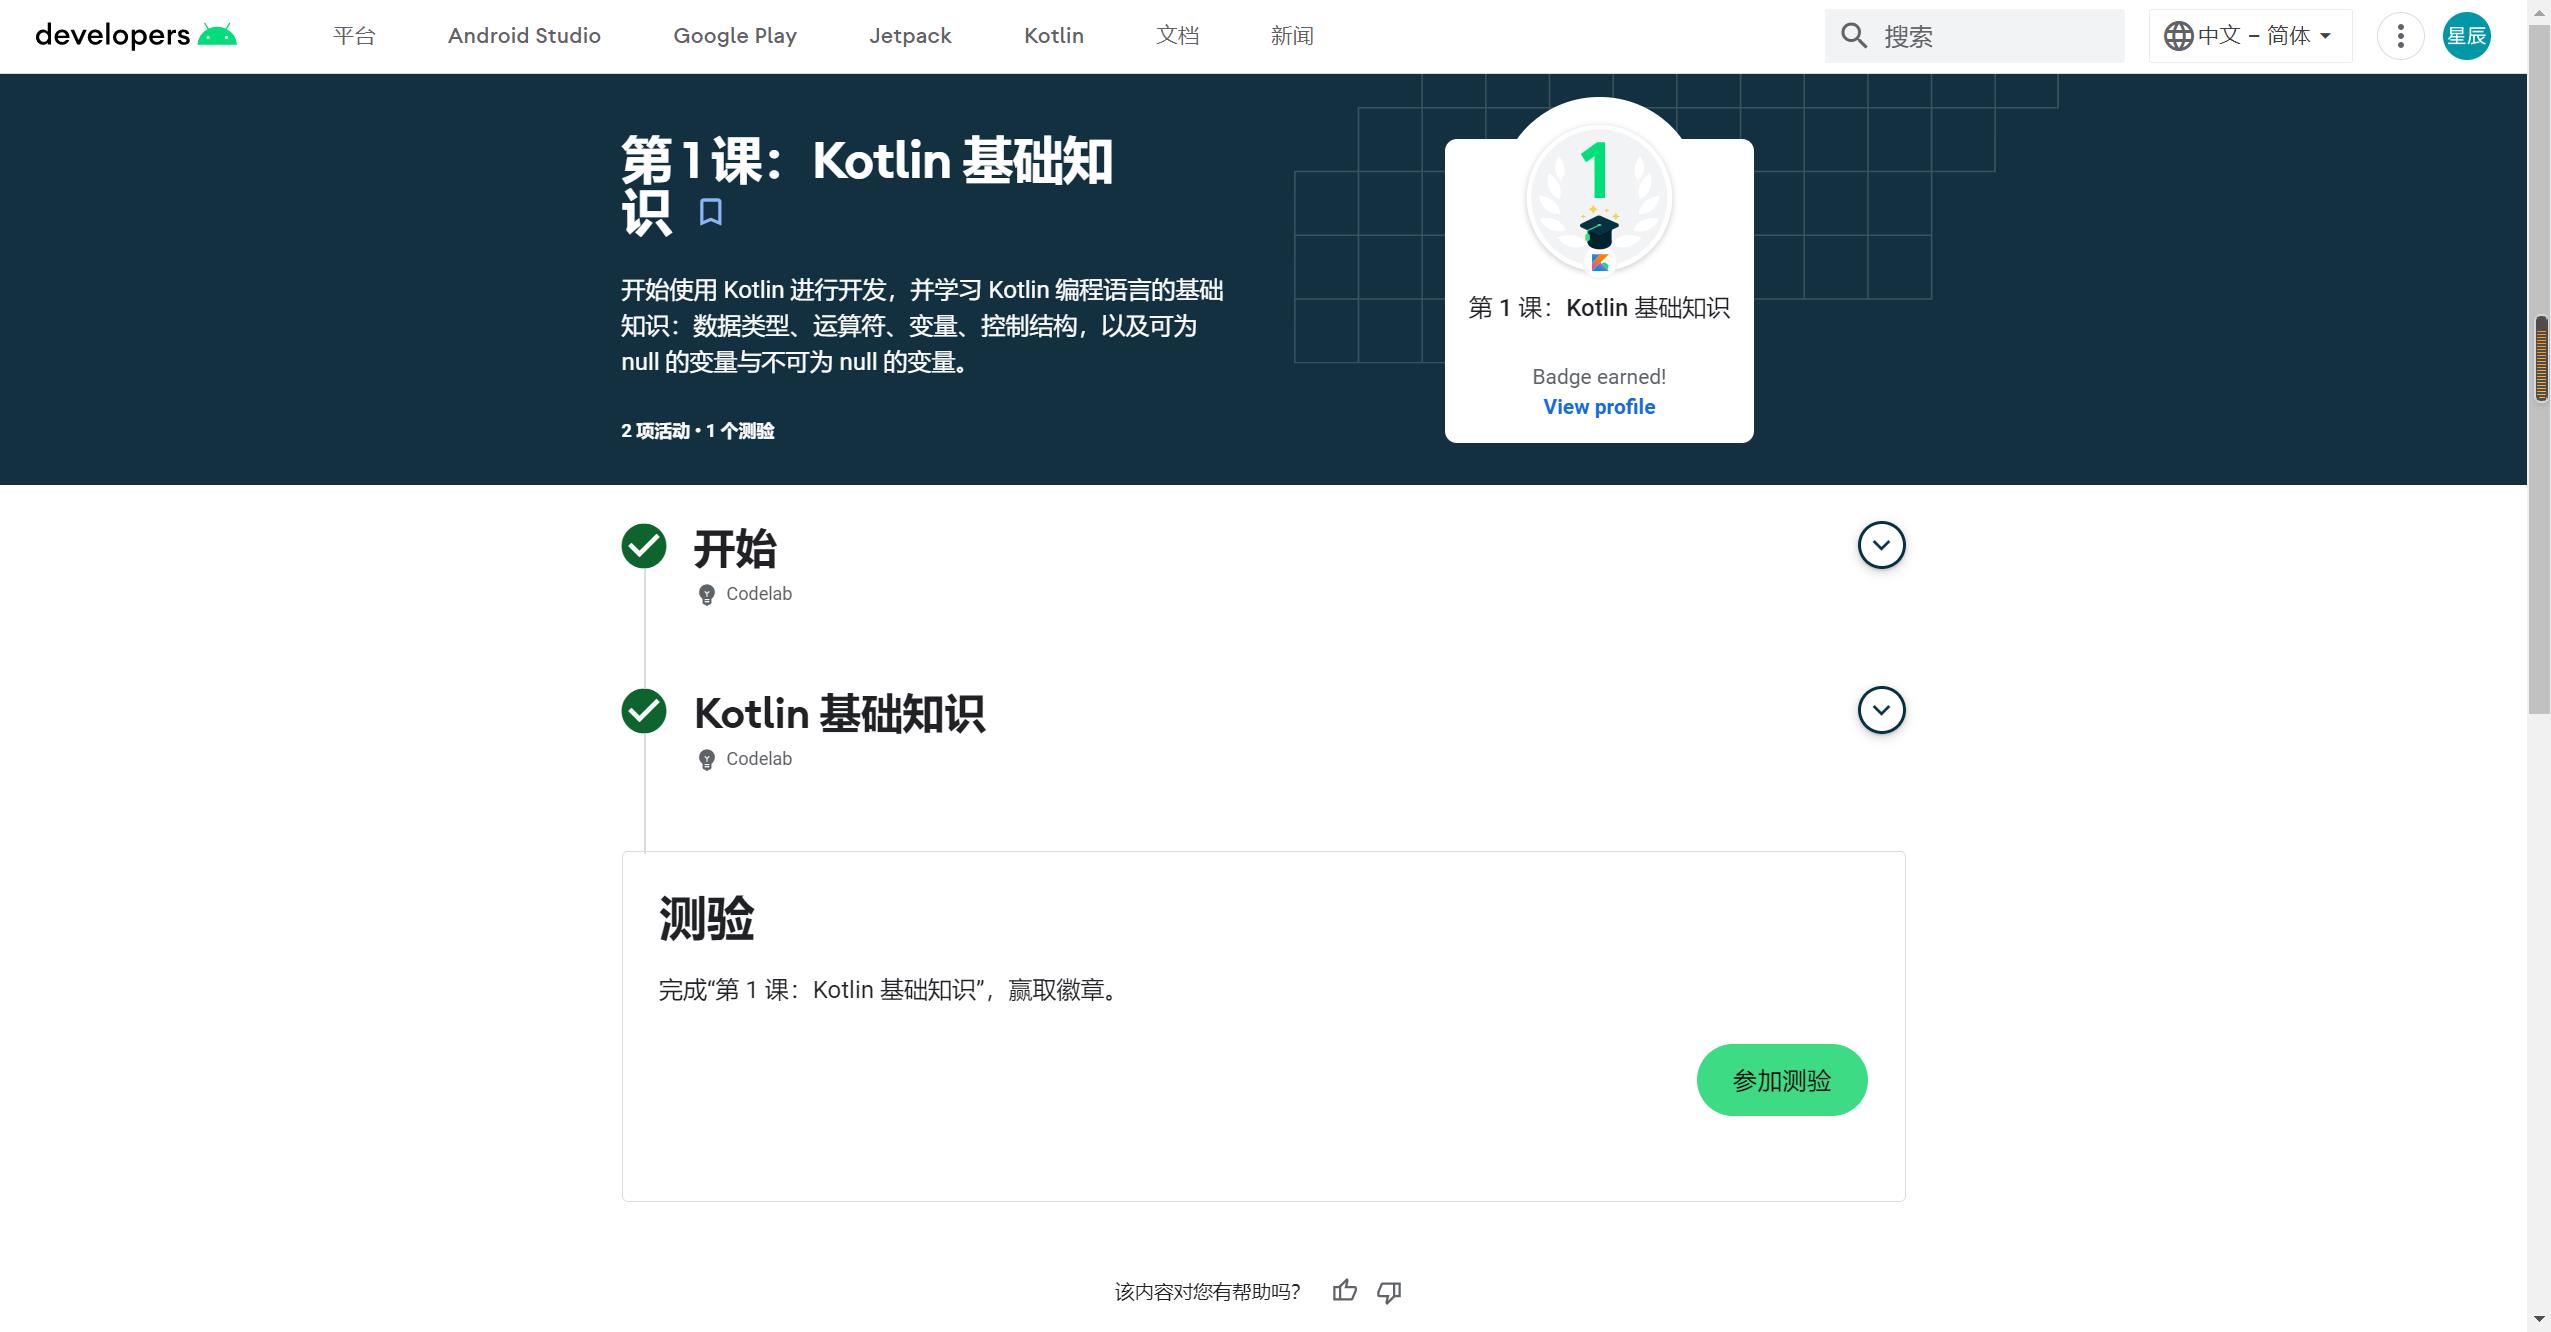 developers
平台
Android Studio
Google Play
Jetpack
Kotlin
文档
新闻
搜索
中文 – 简体
星辰
第 1 课：Kotlin 基础知
识
开始使用 Kotlin 进行开发，并学习 Kotlin 编程语言的基础
知识：数据类型、运算符、变量、控制结构，以及可为
null 的变量与不可为 null 的变量。
2 项活动 • 1 个测验
1
第 1 课：Kotlin 基础知识
Badge earned!
View profile
开始
Codelab
Kotlin 基础知识
Codelab
测验
完成“第 1 课：Kotlin 基础知识”，赢取徽章。
参加测验
该内容对您有帮助吗？